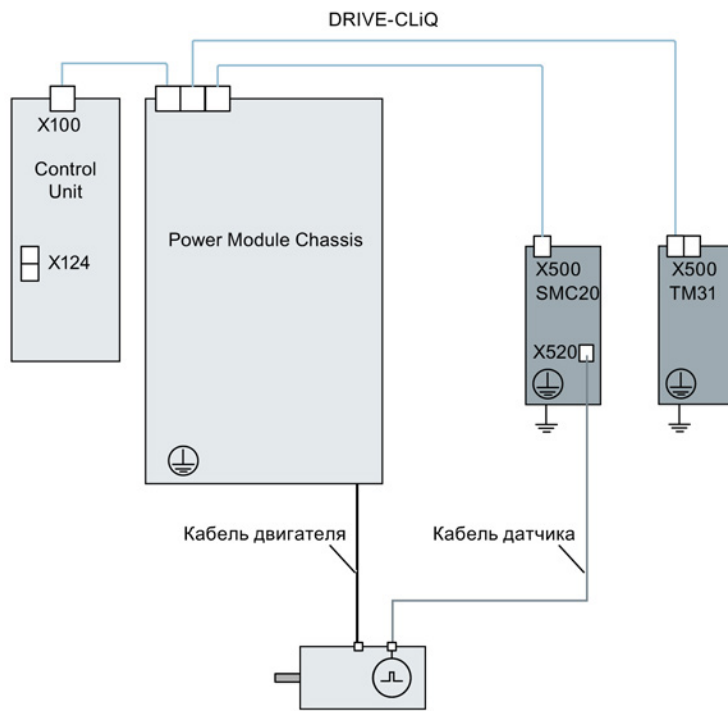 DRIVE-CLiQ
X100
Control
Unit
X124
Power Module Chassis
X500
SMC20
X520
X500
TM31
Кабель двигателя
Кабель датчика